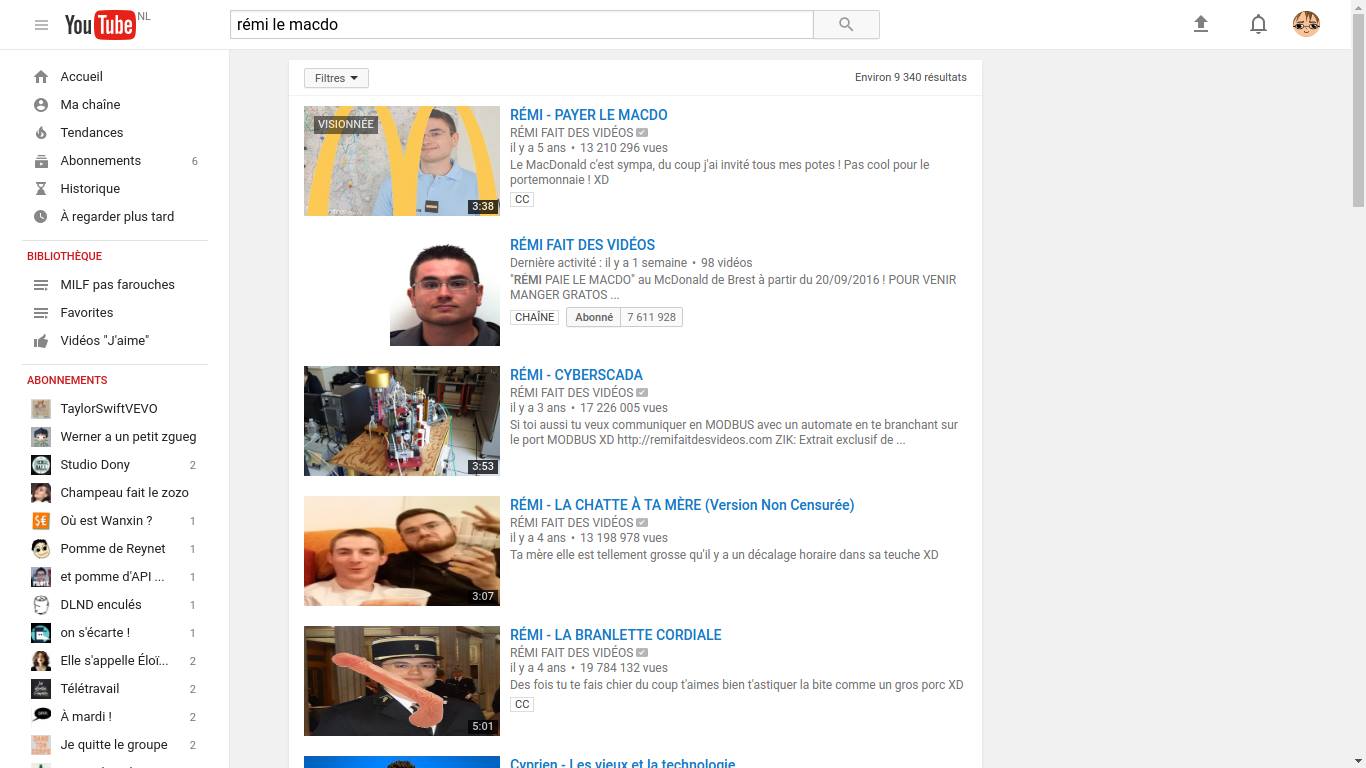 YouTube NL
rémi le macdo
Accueil
Ma chaîne
Tendances
Abonnements 6
Historique
À regarder plus tard
BIBLIOTHÈQUE
MILF pas farouches
Favorites
Vidéos "J'aime"
ABONNEMENTS
TaylorSwiftVEVO
Werner a un petit zgueg
Studio Dony 2
Champeau fait le zozo
Où est Wanxin ? 1
Pomme de Reynet 1
et pomme d'API ... 1
DLND enculés 1
on s'écarte ! 1
Elle s'appelle Éloï... 2
Télétravail 2
À mardi ! 2
Je quitte le groupe 2
Filtres
Environ 9 340 résultats
VISIONNÉE
3:38
RÉMI - PAYER LE MACDO
RÉMI FAIT DES VIDÉOS
il y a 5 ans • 13 210 296 vues
Le MacDonald c'est sympa, du coup j'ai invité tous mes potes ! Pas cool pour le
portemonnaie ! XD
CC
RÉMI FAIT DES VIDÉOS
Dernière activité : il y a 1 semaine • 98 vidéos
"RÉMI PAIE LE MACDO" au McDonald de Brest à partir du 20/09/2016 ! POUR VENIR
MANGER GRATOS ...
CHAÎNE Abonné 7 611 928
3:53
RÉMI - CYBERSCADA
RÉMI FAIT DES VIDÉOS
il y a 3 ans • 17 226 005 vues
Si toi aussi tu veux communiquer en MODBUS avec un automate en te branchant sur
le port MODBUS XD http://remifaitdesvideos.com ZIK: Extrait exclusif de ...
3:07
RÉMI - LA CHATTE À TA MÈRE (Version Non Censurée)
RÉMI FAIT DES VIDÉOS
il y a 4 ans • 13 198 978 vues
Ta mère elle est tellement grosse qu'il y a un décalage horaire dans sa teuche XD
5:01
RÉMI - LA BRANLETTE CORDIALE
RÉMI FAIT DES VIDÉOS
il y a 4 ans • 19 784 132 vues
Des fois tu te fais chier du coup t'aimes bien t'astiquer la bite comme un gros porc XD
CC
Cyprien - Les vieux et la technologie